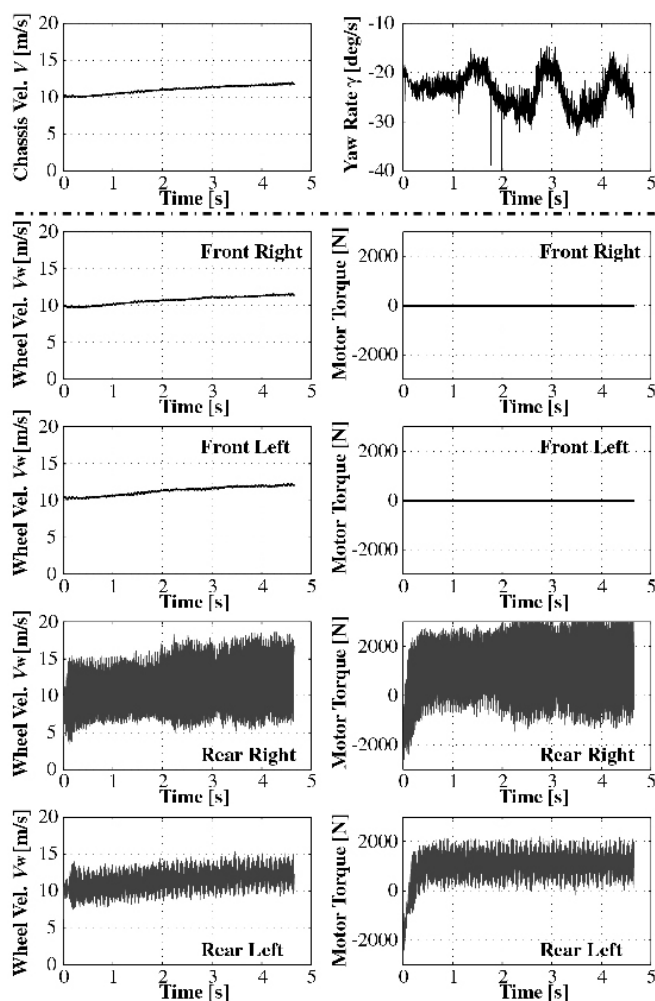 Chassis Vel. V [m/s]
20
15
10
5
0
0 1 2 3 4 5
Time [s]
Yaw Rate γ [deg/s]
-10
-20
-30
-40
0 1 2 3 4 5
Time [s]
Wheel Vel. Vw [m/s]
20
15
10
5
0
Front Right
0 1 2 3 4 5
Time [s]
Motor Torque [N]
2000
0
-2000
Front Right
0 1 2 3 4 5
Time [s]
Wheel Vel. Vw [m/s]
20
15
10
5
0
Front Left
0 1 2 3 4 5
Time [s]
Motor Torque [N]
2000
0
-2000
Front Left
0 1 2 3 4 5
Time [s]
Wheel Vel. Vw [m/s]
20
15
10
5
0
Rear Right
0 1 2 3 4 5
Time [s]
Motor Torque [N]
2000
0
-2000
Rear Right
0 1 2 3 4 5
Time [s]
Wheel Vel. Vw [m/s]
20
15
10
5
0
Rear Left
0 1 2 3 4 5
Time [s]
Motor Torque [N]
2000
0
-2000
Rear Left
0 1 2 3 4 5
Time [s]